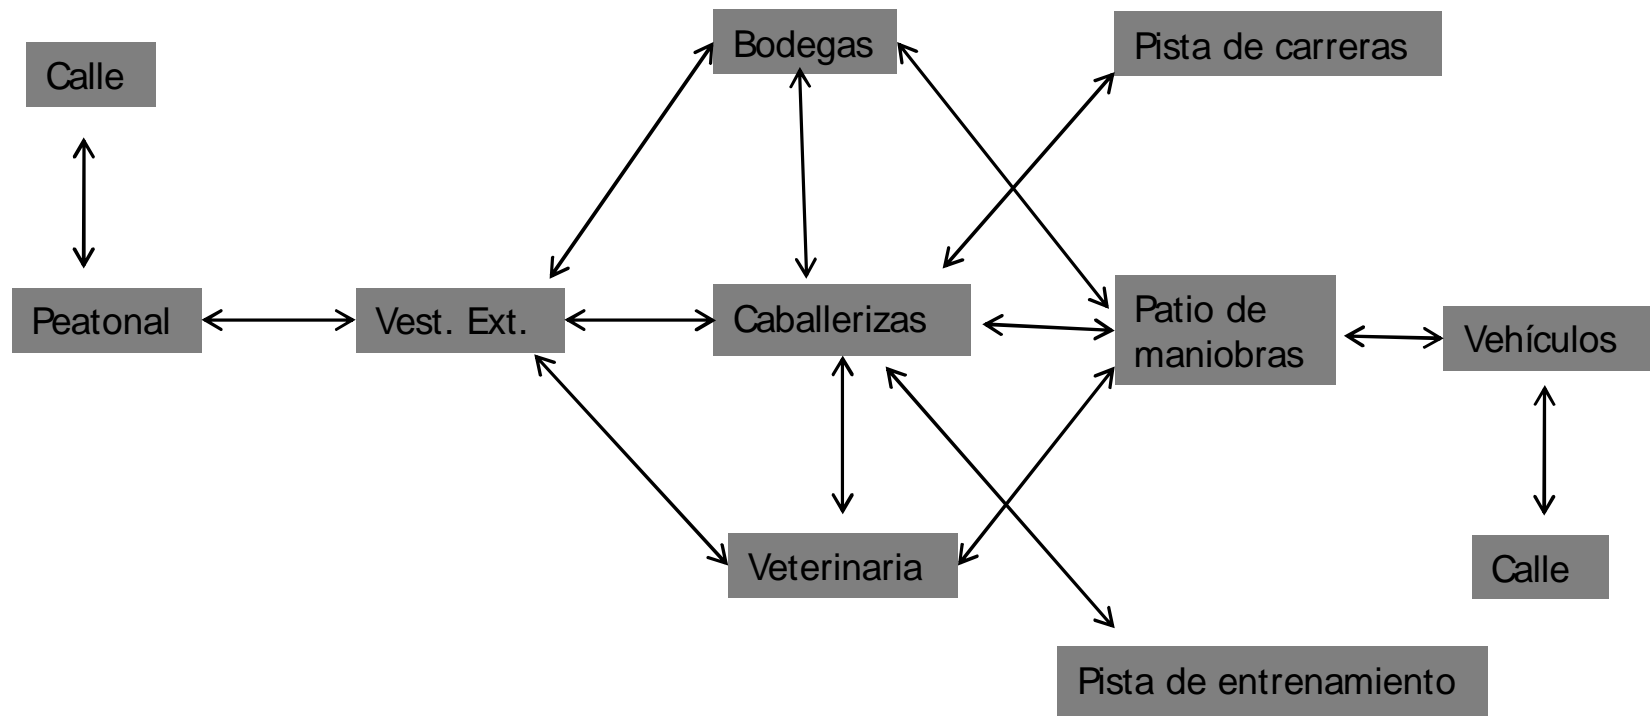 Calle
Bodegas
Pista de carreras
Peatonal
Vest. Ext.
Caballerizas
Patio de
maniobras
Vehículos
Veterinaria
Calle
Pista de entrenamiento